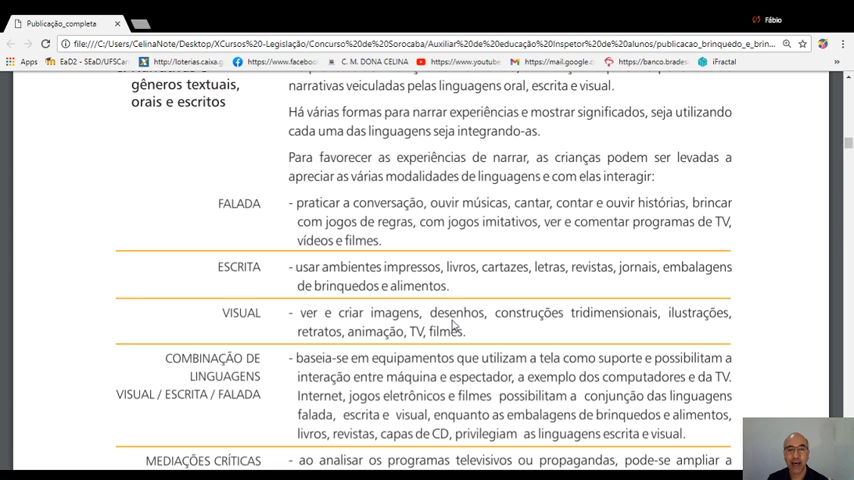 Publicação_completa
Fábio
file:///C:/Users/CelinaNote/Desktop/XCursos%20-Legislação/Concurso%20de%20Sorocaba/Auxiliar%20de%20educação%20Inspetor%20de%20alunos/publicacao_brinquedo_e_brin...
Apps
EaD2 - SEaD/UFSCar
http://loterias.caixa.g
https://www.faceboo
C. M. DONA CELINA
https://www.youtube.
https://mail.google.c
https://banco.brades
iFractal
narrativas veiculadas pelas linguagens oral, escrita e visual.
gêneros textuais,
orais e escritos
Há várias formas para narrar experiências e mostrar significados, seja utilizando
cada uma das linguagens seja integrando-as.
Para favorecer as experiências de narrar, as crianças podem ser levadas a
apreciar as várias modalidades de linguagens e com elas interagir:
FALADA
- praticar a conversação, ouvir músicas, cantar, contar e ouvir histórias, brincar
com jogos de regras, com jogos imitativos, ver e comentar programas de TV,
vídeos e filmes.
ESCRITA
- usar ambientes impressos, livros, cartazes, letras, revistas, jornais, embalagens
de brinquedos e alimentos.
VISUAL
- ver e criar imagens, desenhos, construções tridimensionais, ilustrações,
retratos, animação, TV, filmes.
COMBINAÇÃO DE
LINGUAGENS
VISUAL / ESCRITA / FALADA
- baseia-se em equipamentos que utilizam a tela como suporte e possibilitam a
interação entre máquina e espectador, a exemplo dos computadores e da TV.
Internet, jogos eletrônicos e filmes possibilitam a conjunção das linguagens
falada, escrita e visual, enquanto as embalagens de brinquedos e alimentos,
livros, revistas, capas de CD, privilegiam as linguagens escrita e visual.
MEDIAÇÕES CRÍTICAS
- ao analisar os programas televisivos ou propagandas, pode-se ampliar a